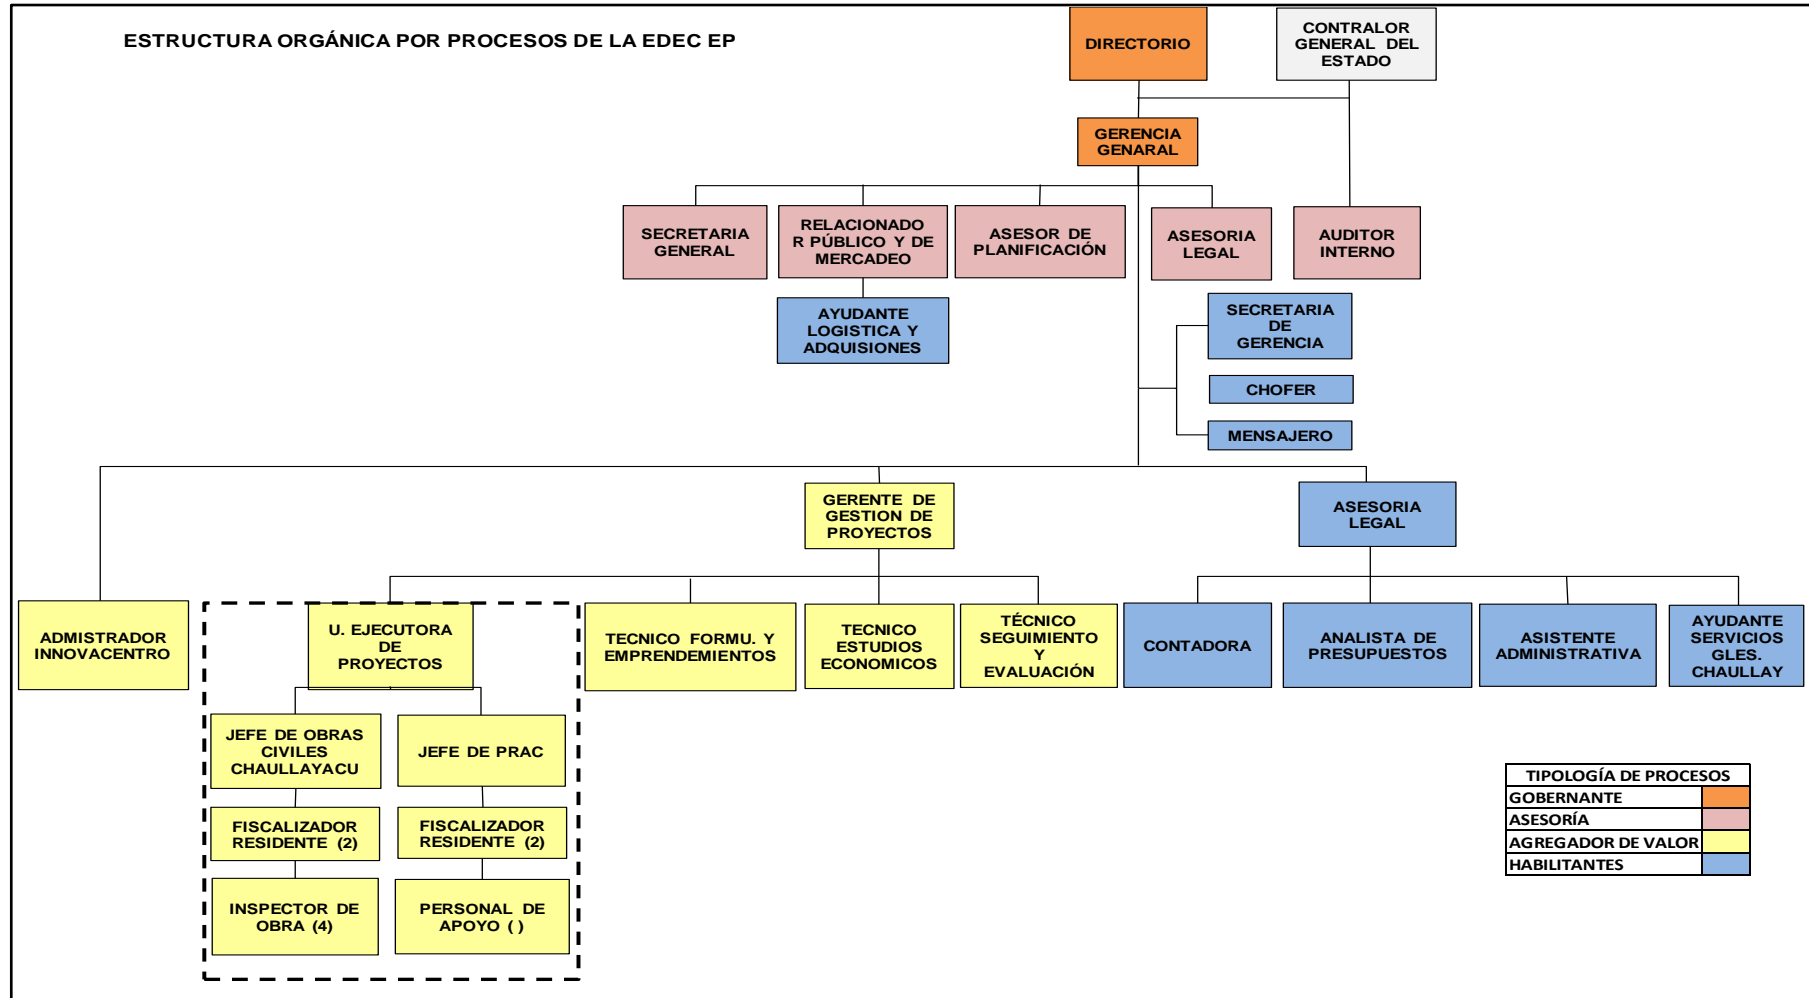 ESTRUCTURA ORGÁNICA POR PROCESOS DE LA EDEC EP
DIRECTORIO
CONTRALOR
GENERAL DEL
ESTADO
GERENCIA
GENARAL
SECRETARIA
GENERAL
RELACIONADO
R PÚBLICO Y DE
MERCADEO
ASESOR DE
PLANIFICACIÓN
ASESORIA
LEGAL
AUDITOR
INTERNO
AYUDANTE
LOGISTICA Y
ADQUISIONES
SECRETARIA
DE
GERENCIA
CHOFER
MENSAJERO
GERENTE DE
GESTION DE
PROYECTOS
ASESORIA
LEGAL
ADMISTRADOR
INNOVACENTRO
U. EJECUTORA
DE
PROYECTOS
TECNICO FORMU. Y
EMPRENDEMIENTOS
TECNICO
ESTUDIOS
ECONOMICOS
TÉCNICO
SEGUIMIENTO
Y
EVALUACIÓN
CONTADORA
ANALISTA DE
PRESUPUESTOS
ASISTENTE
ADMINISTRATIVA
AYUDANTE
SERVICIOS
GLES.
CHAULLAY
JEFE DE OBRAS
CIVILES
CHAULLAYACU
JEFE DE PRAC
FISCALIZADOR
RESIDENTE (2)
FISCALIZADOR
RESIDENTE (2)
INSPECTOR DE
OBRA (4)
PERSONAL DE
APOYO ( )
TIPOLOGÍA DE PROCESOS
GOBERNANTE
ASESORÍA
AGREGADOR DE VALOR
HABILITANTES